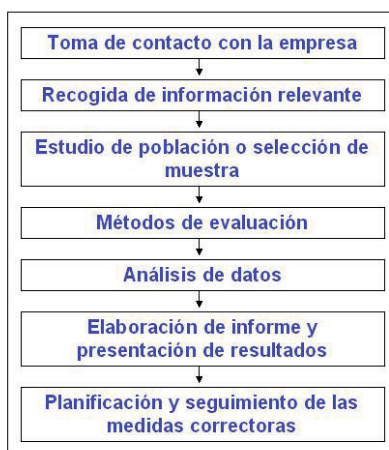 Toma de contacto con la empresa
Recogida de información relevante
Estudio de población o selección de
muestra
Métodos de evaluación
Análisis de datos
Elaboración de informe y
presentación de resultados
Planificación y seguimiento de las
medidas correctoras